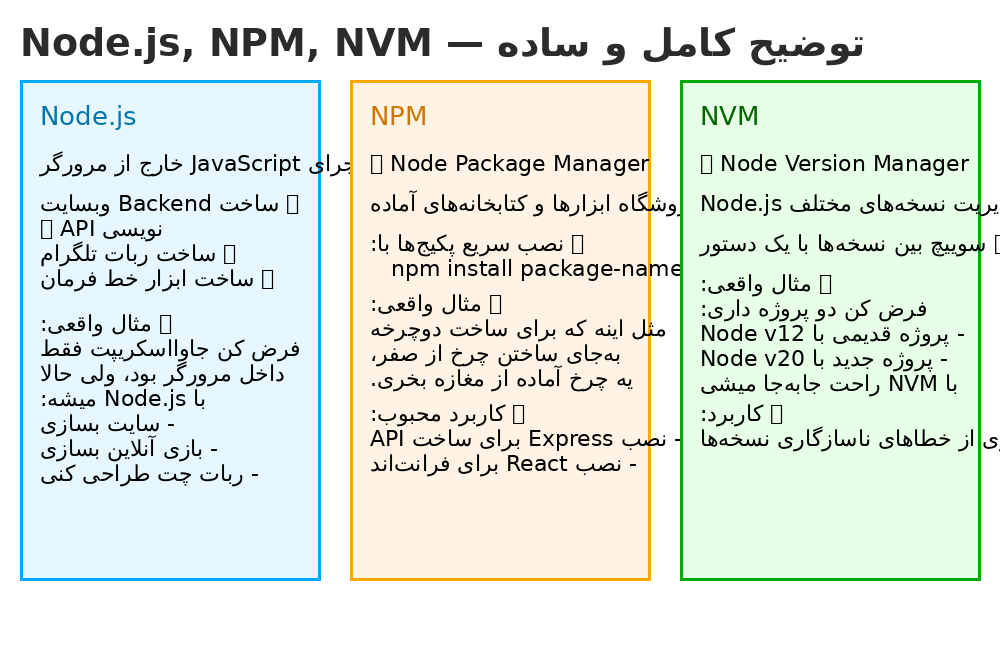 Node.js, NPM, NVM — توضیح کامل و ساده
Node.js
جرای JavaScript خارج از مرورگر
ساخت Backend وبسایت
API نویسی
ساخت ربات تلگرام
ساخت ابزار خط فرمان
مثال واقعی:
فرض کن جاوااسکریپت فقط
داخل مرورگر بود، ولی حالا
با Node.js میشه:
- سایت بسازی
- بازی آنلاین بسازی
- ربات چت طراحی کنی
NPM
Node Package Manager
وشگاه ابزارها و کتابخانه‌های آماده
نصب سریع پکیج‌ها با:
npm install package-name
مثال واقعی:
مثل اینه که برای ساخت دوچرخه
به‌جای ساختن چرخ از صفر،
یه چرخ آماده از مغازه بخری.
کاربرد محبوب:
- نصب Express برای ساخت API
- نصب React برای فرانت‌اند
NVM
Node Version Manager
یریت نسخه‌های مختلف Node.js
سوییچ بین نسخه‌ها با یک دستور
مثال واقعی:
فرض کن دو پروژه داری:
- پروژه قدیمی با Node v12
- پروژه جدید با Node v20
با NVM راحت جابه‌جا میشی
کاربرد:
ی از خطاهای ناسازگاری نسخه‌ها